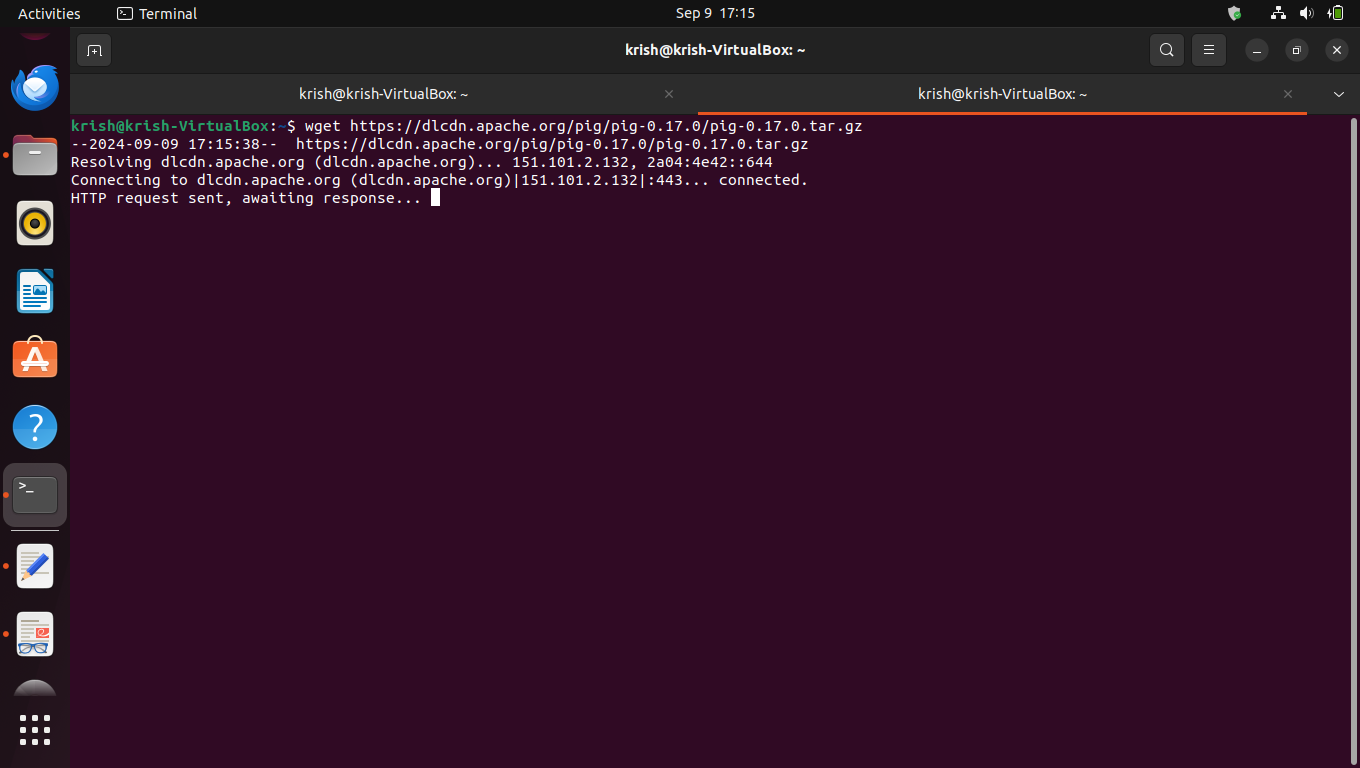 Activities
Terminal
Sep 9 17:15
krish@krish-VirtualBox: ~
krish@krish-VirtualBox: ~
krish@krish-VirtualBox: ~
krish@krish-VirtualBox:~$ wget https://dlcdn.apache.org/pig/pig-0.17.0/pig-0.17.0.tar.gz
--2024-09-09 17:15:38--  https://dlcdn.apache.org/pig/pig-0.17.0/pig-0.17.0.tar.gz
Resolving dlcdn.apache.org (dlcdn.apache.org)... 151.101.2.132, 2a04:4e42::644
Connecting to dlcdn.apache.org (dlcdn.apache.org)|151.101.2.132|:443... connected.
HTTP request sent, awaiting response...